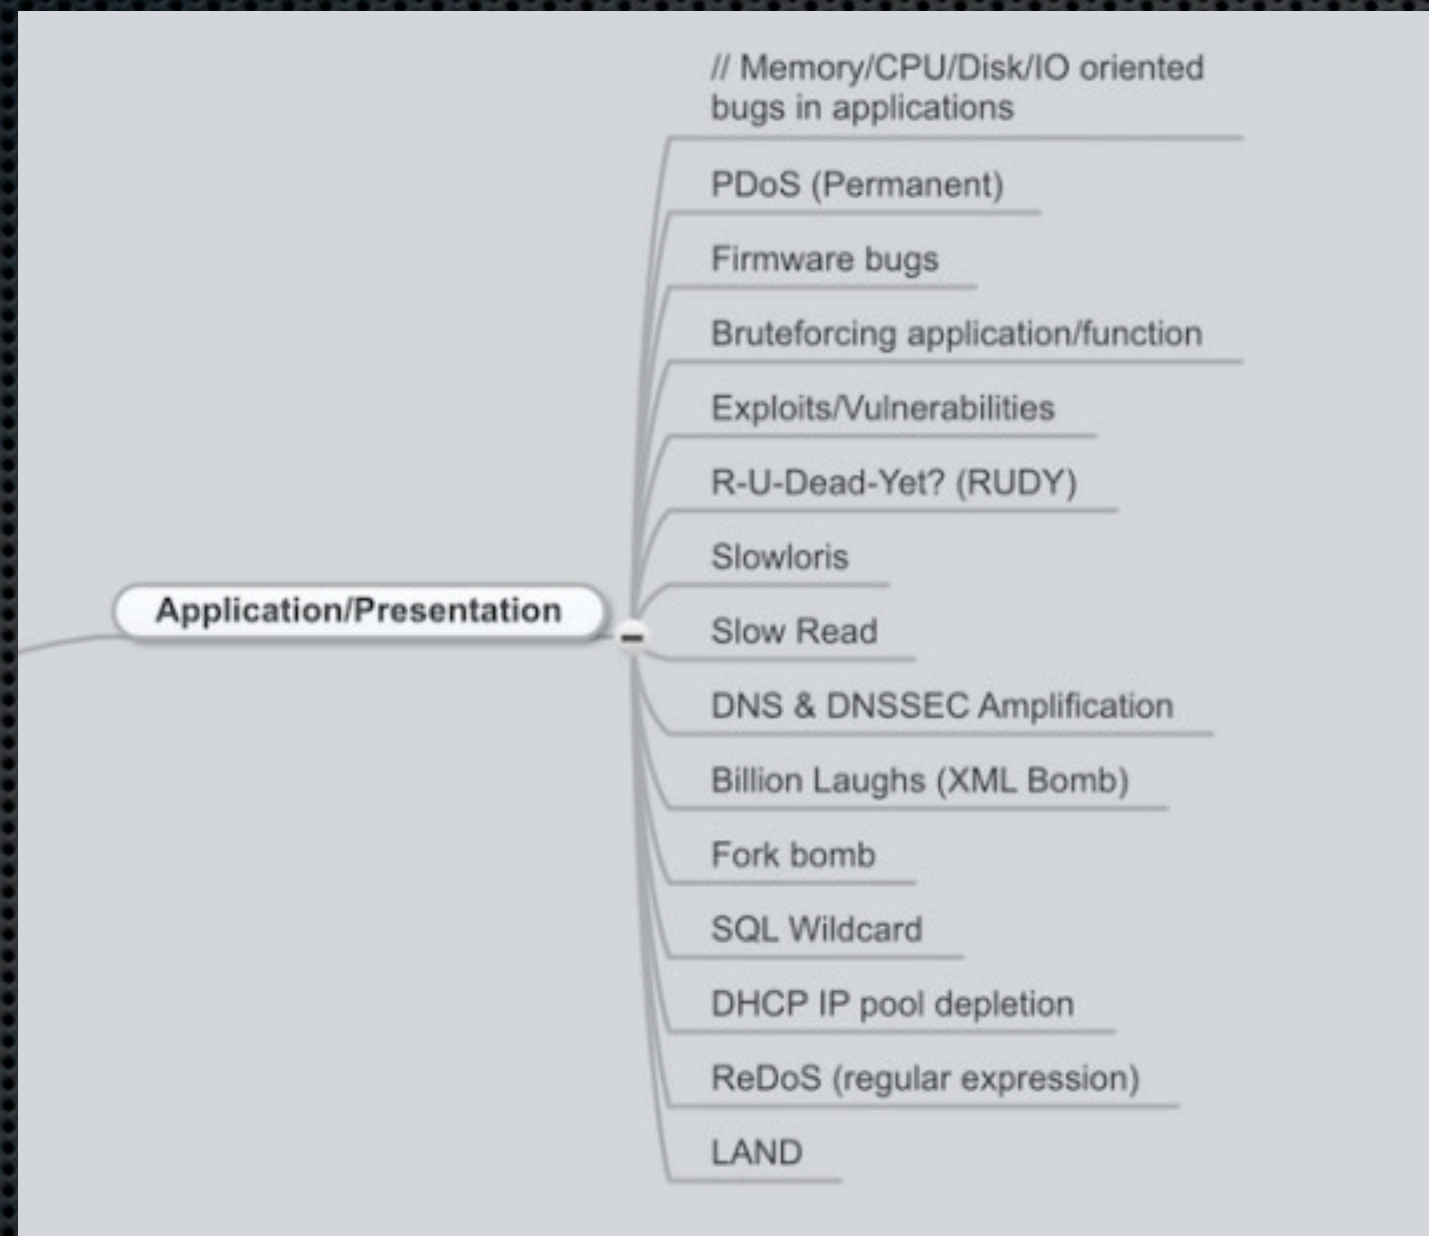 // Memory/CPU/Disk/IO oriented
bugs in applications
PDoS (Permanent)
Firmware bugs
Bruteforcing application/function
Exploits/Vulnerabilities
R-U-Dead-Yet? (RUDY)
Slowloris
Application/Presentation
Slow Read
DNS & DNSSEC Amplification
Billion Laughs (XML Bomb)
Fork bomb
SQL Wildcard
DHCP IP pool depletion
ReDoS (regular expression)
LAND